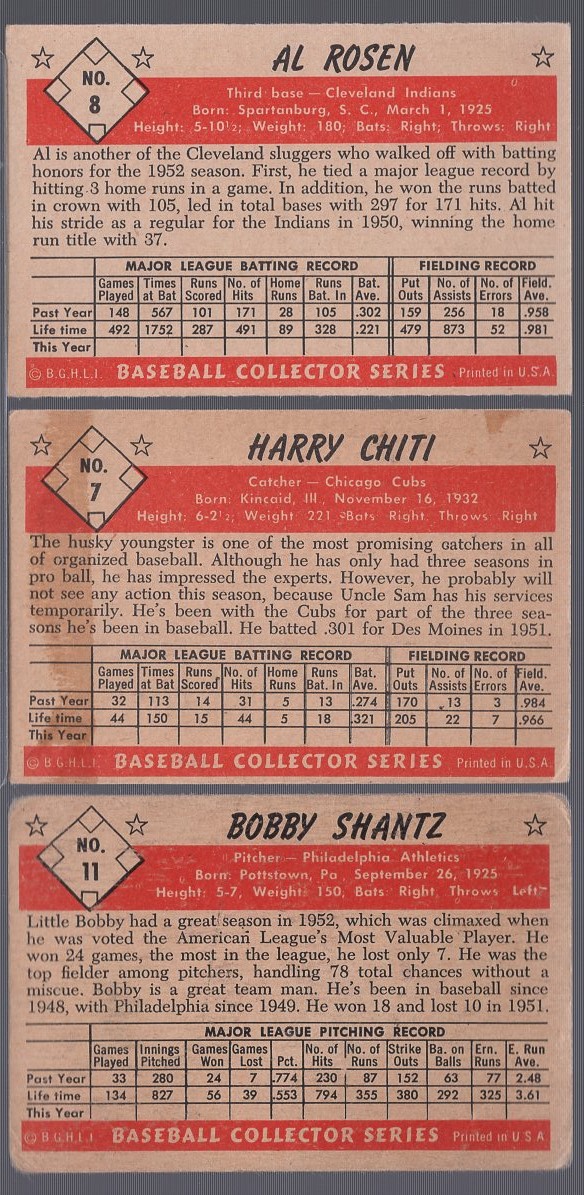 AL ROSEN
NO. 8
Third base — Cleveland Indians
Born: Spartanburg, S. C., March 1, 1925
Height: 5-10½; Weight: 180; Bats: Right; Throws: Right
Al is another of the Cleveland sluggers who walked off with batting
honors for the 1952 season. First, he tied a major league record by
hitting 3 home runs in a game. In addition, he won the runs batted
in crown with 105, led in total bases with 297 for 171 hits. Al hit
his stride as a regular for the Indians in 1950, winning the home
run title with 37.
MAJOR LEAGUE BATTING RECORD FIELDING RECORD
Games Played Times at Bat Runs Scored No. of Hits Home Runs Runs Bat. In Bat. Ave. Put Outs No. of Assists No. of Errors Field. Ave.
Past Year 148 567 101 171 28 105 .302 159 256 18 .958
Life time 492 1752 287 491 89 328 .221 479 873 52 .981
This Year
© B.G.H.L.I. BASEBALL COLLECTOR SERIES Printed in U.S.A.
HARRY CHITI
NO. 7
Catcher — Chicago Cubs
Born: Kincaid, Ill., November 16, 1932
Height: 6-2½; Weight 221 Bats Right Throws Right
The husky youngster is one of the most promising catchers in all
of organized baseball. Although he has only had three seasons in
pro ball, he has impressed the experts. However, he probably will
not see any action this season, because Uncle Sam has his services
temporarily. He's been with the Cubs for part of the three sea-
sons he's been in baseball. He batted .301 for Des Moines in 1951.
MAJOR LEAGUE BATTING RECORD FIELDING RECORD
Games Played Times at Bat Runs Scored No. of Hits Home Runs Runs Bat. In Bat. Ave. Put Outs No. of Assists No. of Errors Field. Ave.
Past Year 32 113 14 31 5 13 .274 170 13 3 .984
Life time 44 150 15 44 5 18 .321 205 22 7 .966
This Year
© B.G.H.L.I. BASEBALL COLLECTOR SERIES Printed in U.S.A.
BOBBY SHANTZ
NO. 11
Pitcher — Philadelphia Athletics
Born: Pottstown, Pa., September 26, 1925
Height: 5-7, Weight: 150, Bats: Right, Throws Left
Little Bobby had a great season in 1952, which was climaxed when
he was voted the American League's Most Valuable Player. He
won 24 games, the most in the league, he lost only 7. He was the
top fielder among pitchers, handling 78 total chances without a
miscue. Bobby is a great team man. He's been in baseball since
1948, with Philadelphia since 1949. He won 18 and lost 10 in 1951.
MAJOR LEAGUE PITCHING RECORD
Games Played Innings Pitched Games Won Games Lost Pct. No. of Hits No. of Runs Strike Outs Ba. on Balls Ern. Runs E. Run Ave.
Past Year 33 280 24 7 .774 230 87 152 63 77 2.48
Life time 134 827 56 39 .553 794 355 380 292 325 3.61
This Year
© B.G.H.L.I. BASEBALL COLLECTOR SERIES Printed in U.S.A